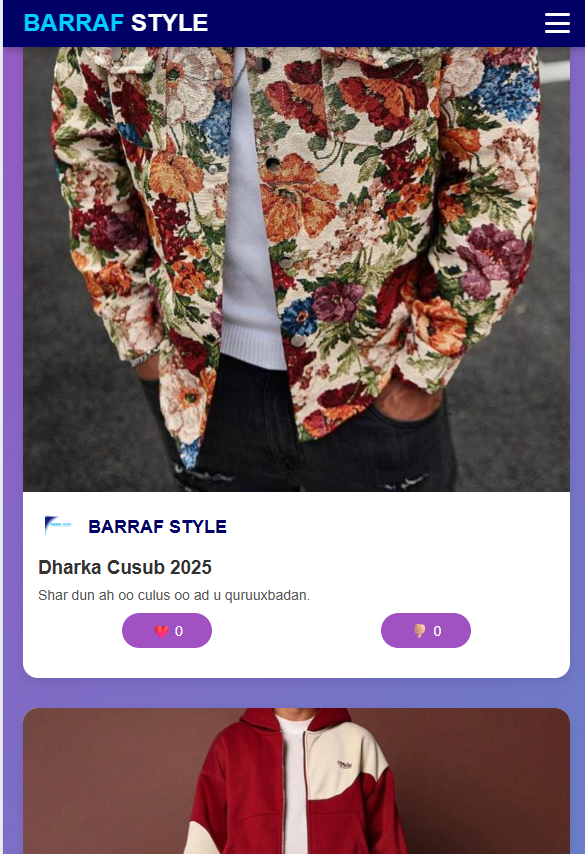 BARRAF STYLE
BARRAF STYLE
Dharka Cusub 2025
Shar dun ah oo culus oo ad u quruuxbadan.
0
0